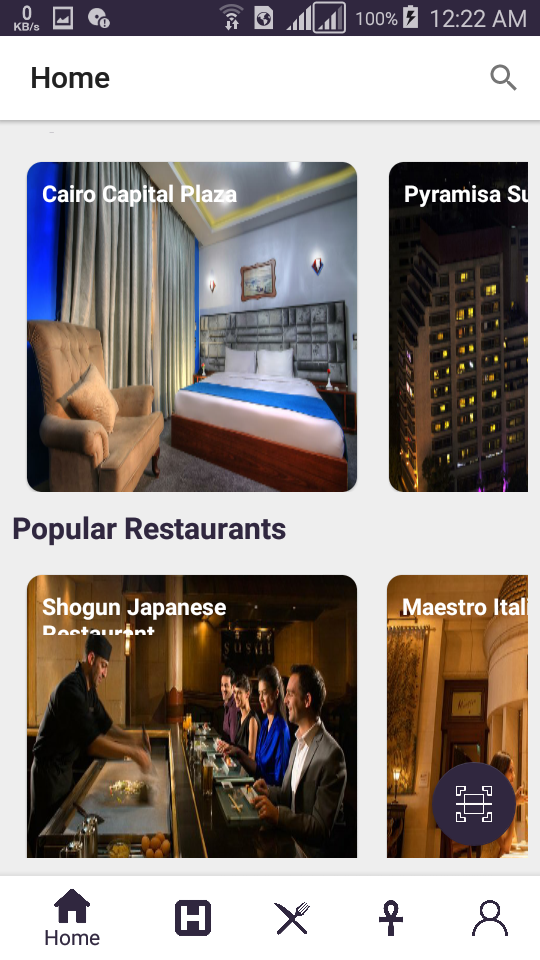 0
KB/s
100%
12:22 AM
Home
Cairo Capital Plaza
Pyramisa Su
Popular Restaurants
Shogun Japanese
Restaurant
Maestro Itali
Home